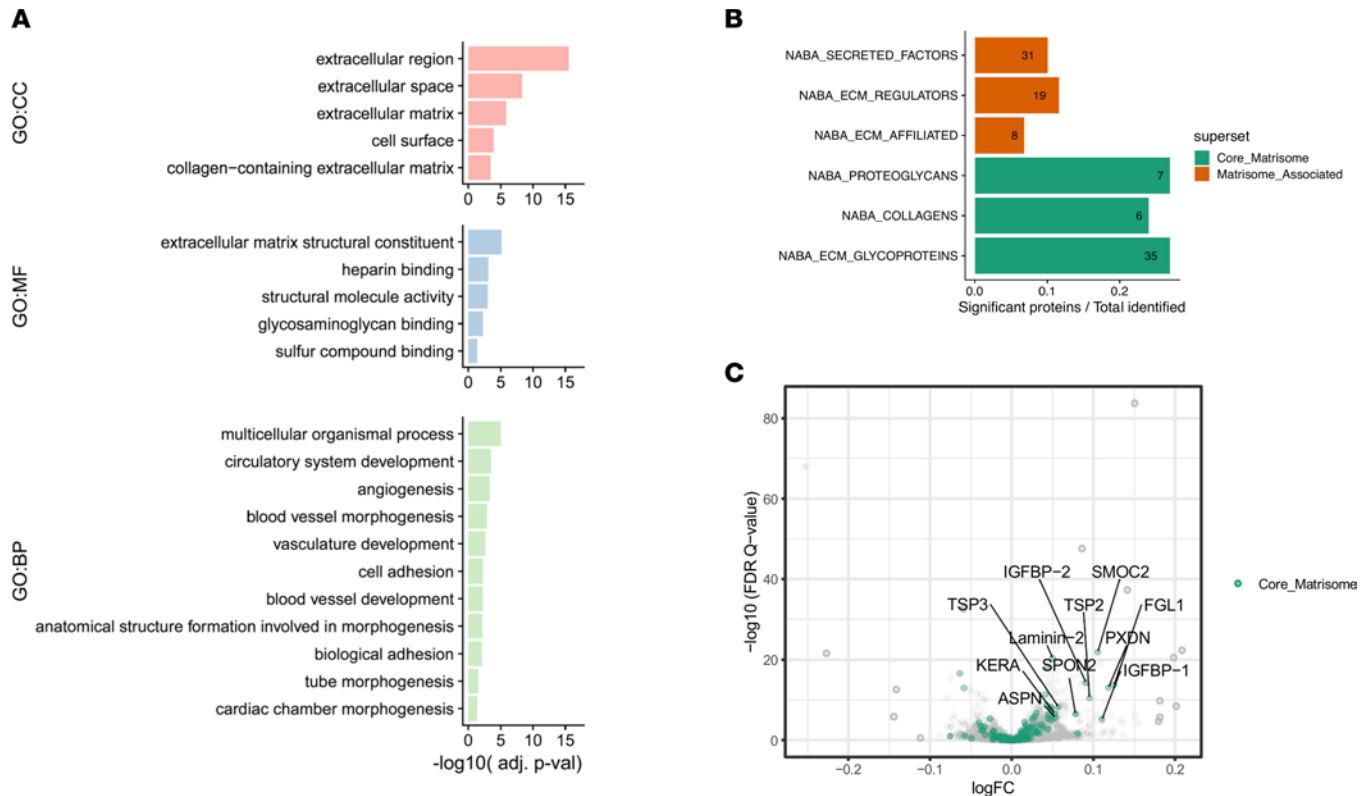 A
GO:CC
extracellular region
extracellular space
extracellular matrix
cell surface
collagen−containing extracellular matrix
0 5 10 15
GO:MF
extracellular matrix structural constituent
heparin binding
structural molecule activity
glycosaminoglycan binding
sulfur compound binding
0 5 10 15
GO:BP
multicellular organismal process
circulatory system development
angiogenesis
blood vessel morphogenesis
vasculature development
cell adhesion
blood vessel development
anatomical structure formation involved in morphogenesis
biological adhesion
tube morphogenesis
cardiac chamber morphogenesis
0 5 10 15
-log10( adj. p-val)
B
NABA_SECRETED_FACTORS 31
NABA_ECM_REGULATORS 19
NABA_ECM_AFFILIATED 8
NABA_PROTEOGLYCANS 7
NABA_COLLAGENS 6
NABA_ECM_GLYCOPROTEINS 35
0.0 0.1 0.2
Significant proteins / Total identified
superset
Core_Matrisome
Matrisome_Associated
C
−log10 (FDR Q−value)
80
60
40
20
0
IGFBP−2 SMOC2
TSP3 TSP2 FGL1
Laminin−2 PXDN
KERA SPON2 IGFBP−1
ASPN
−0.2 −0.1 0.0 0.1 0.2
logFC
Core_Matrisome